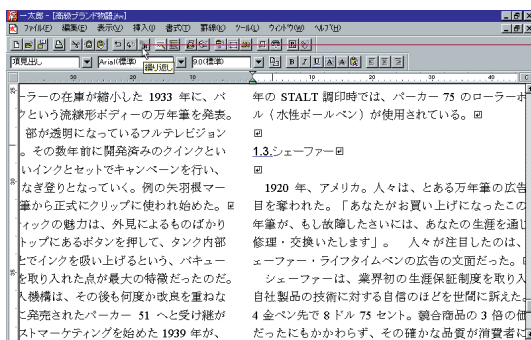 一太郎 - [高級ブランド物語.jtw]
ファイル(F) 編集(E) 表示(V) 挿入(I) 書式(T) 罫線(K) ツール(L) ウィンドウ(W) ヘルプ(H)
項見出し Arial(標準) 9.0(標準) B I U A A
繰り返し
30 10 20 30 40
ーラーの在庫が縮小した 1933 年に、バ
クという流線形ボディーの万年筆を発表。
部が透明になっているフルテレビジョン
。その数年前に開発済みのクインクとい
いインクとセットでキャンペーンを行い、
なぎ登りとなっていく。例の矢羽根マー
筆から正式にクリップに使われ始めた。
ィックの魅力は、外見によるものばかり
トップにあるボタンを押して、タンク内部
とでインクを吸い上げるという、バキュー
を取り入れた点が最大の特徴だったのだ。
入機構は、その後も何度か改良を重ねな
に発売されたパーカー 51 へと受け継が
ストマーケティングを始めた 1939 年が、
年の STALT 調印時では、パーカー 75 のローラーボ
ル（水性ボールペン）が使用されている。
1.3.シェーファー
1920 年、アメリカ。人々は、とある万年筆の広告
目を奪われた。「あなたがお買い上げになったこの
年筆が、もし故障したさいには、あなたの生涯を通じ
修理・交換いたします」。 人々が注目したのは、
ェーファー・ライフタイムペンの広告の文面だった。
シェーファーは、業界初の生涯保証制度を取り入
自社製品の技術に対する自信のほどを世間に訴えた。
4 金ペン先で 8 ドル 75 セント。競合商品の 3 倍の価
だったにもかかわらず、その確かな品質が消費者に